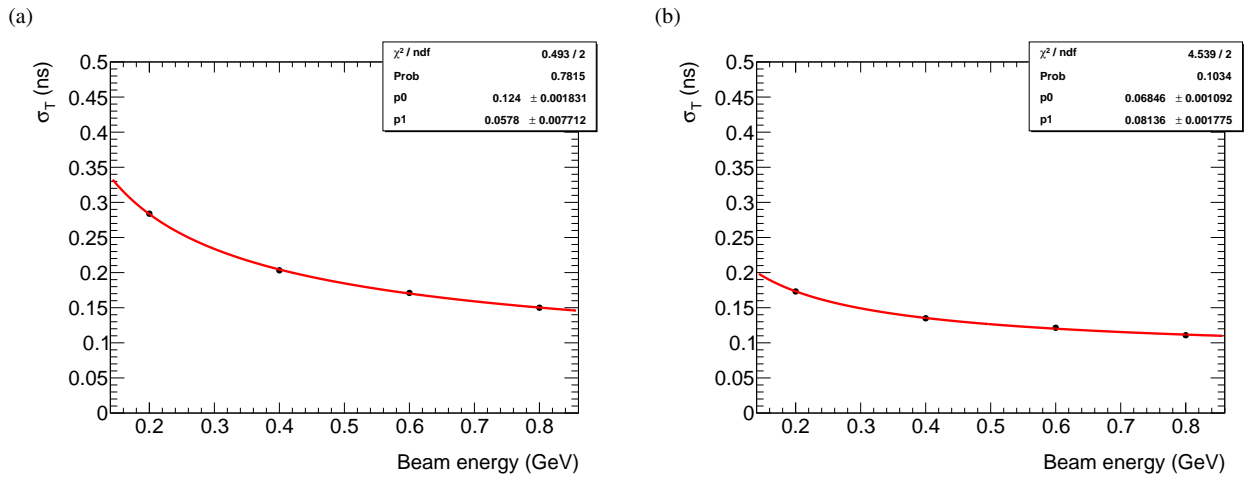 (a)
χ² / ndf 0.493 / 2
Prob 0.7815
p0 0.124 ± 0.001831
p1 0.0578 ± 0.007712
0.5
0.45
0.4
0.35
0.3
0.25
0.2
0.15
0.1
0.05
0
σT (ns)
0.2 0.3 0.4 0.5 0.6 0.7 0.8
Beam energy (GeV)
(b)
χ² / ndf 4.539 / 2
Prob 0.1034
p0 0.06846 ± 0.001092
p1 0.08136 ± 0.001775
0.5
0.45
0.4
0.35
0.3
0.25
0.2
0.15
0.1
0.05
0
σT (ns)
0.2 0.3 0.4 0.5 0.6 0.7 0.8
Beam energy (GeV)